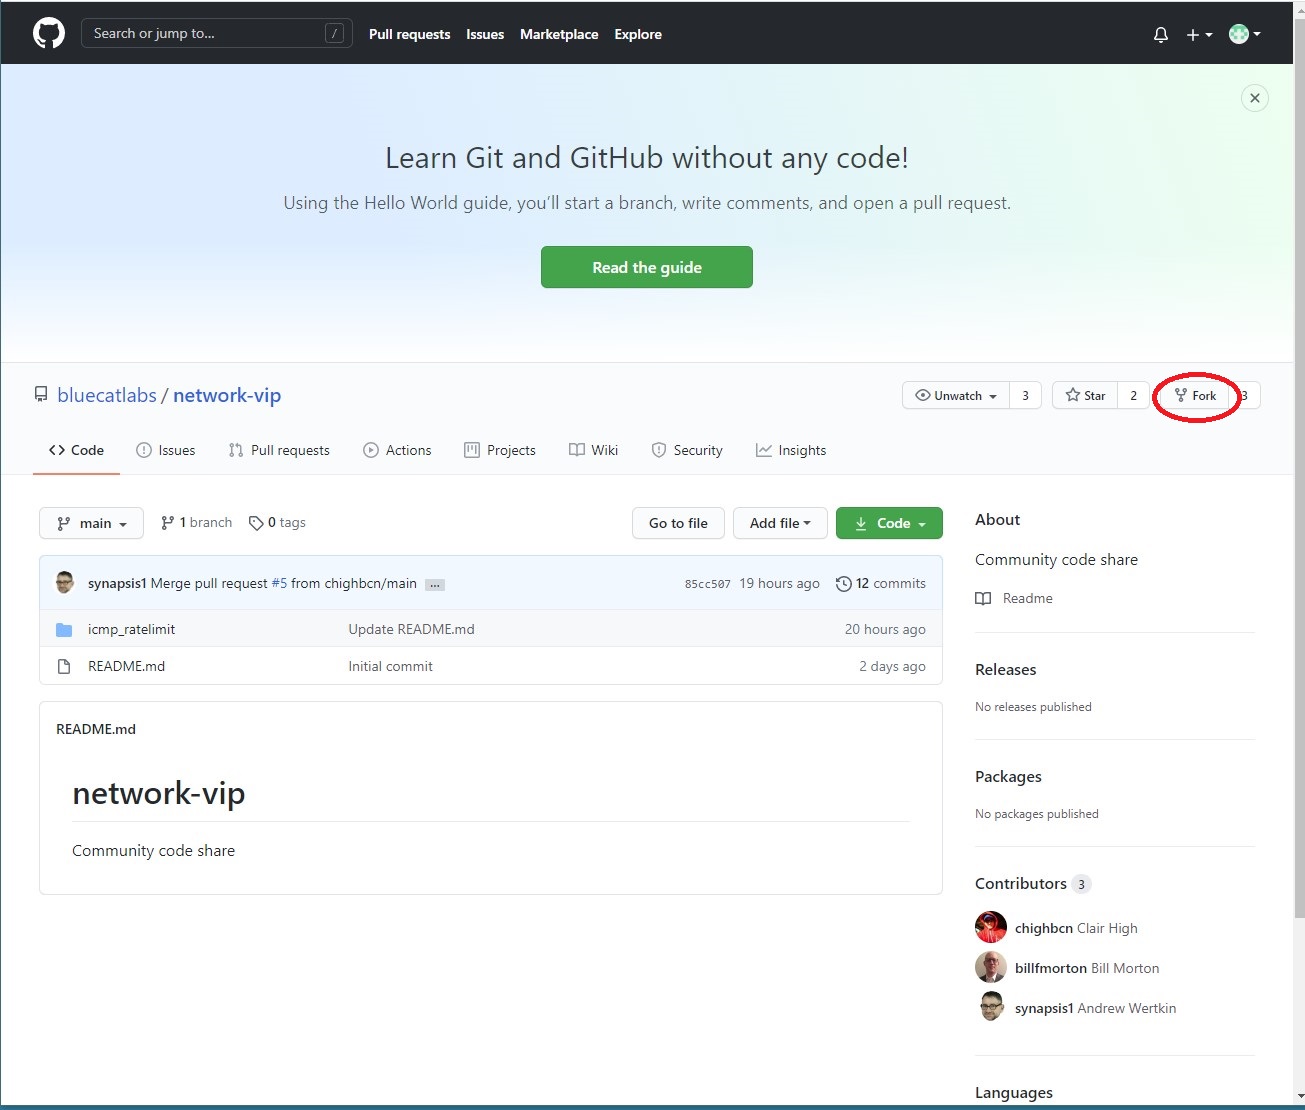 Search or jump to... / Pull requests Issues Marketplace Explore
Learn Git and GitHub without any code!
Using the Hello World guide, you’ll start a branch, write comments, and open a pull request.
Read the guide
bluecatlabs / network-vip Unwatch 3 Star 2 Fork 3
Code Issues Pull requests Actions Projects Wiki Security Insights
main 1 branch 0 tags Go to file Add file Code
synapsis1 Merge pull request #5 from chighbcn/main ... 85cc507 19 hours ago 12 commits
icmp_ratelimit Update README.md 20 hours ago
README.md Initial commit 2 days ago
README.md
network-vip
Community code share
About
Community code share
Readme
Releases
No releases published
Packages
No packages published
Contributors 3
chighbcn Clair High
billfmorton Bill Morton
synapsis1 Andrew Wertkin
Languages